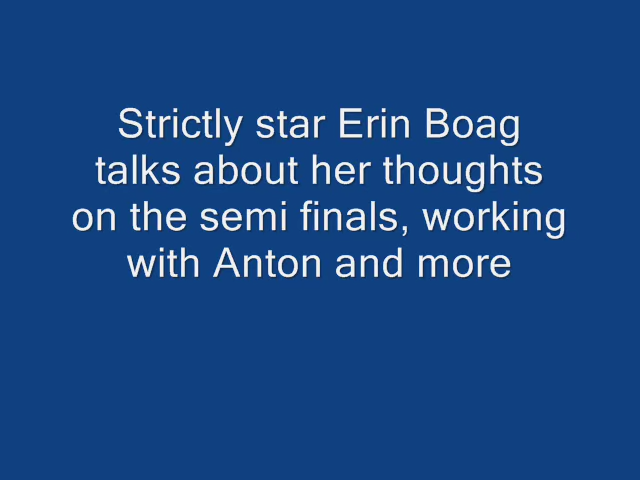 Strictly star Erin Boag
talks about her thoughts
on the semi finals, working
with Anton and more